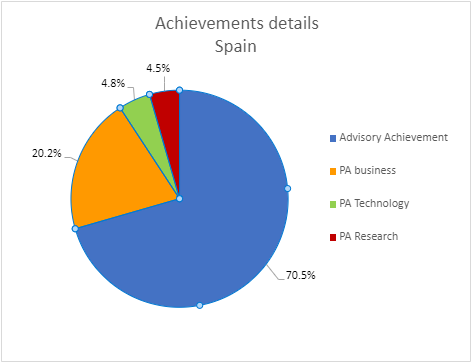 Achievements details
Spain
4.5%
4.8%
20.2%
70.5%
Advisory Achievement
PA business
PA Technology
PA Research